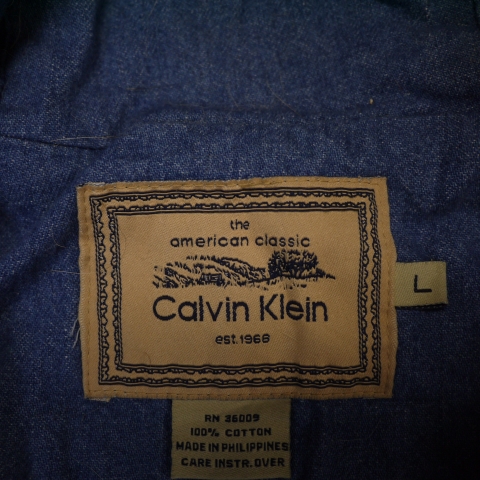 the
american classic
Calvin Klein
est.1968
L
RN 26009
100% COTTON
MADE IN PHILIPPINES
CARE INSTR. OVER